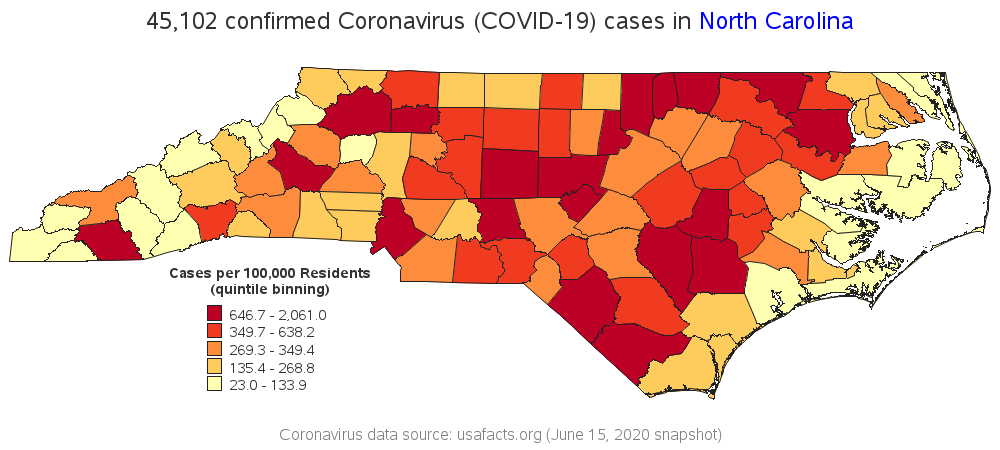 45,102 confirmed Coronavirus (COVID-19) cases in North Carolina
Cases per 100,000 Residents
(quintile binning)
646.7 - 2,061.0
349.7 - 638.2
269.3 - 349.4
135.4 - 268.8
23.0 - 133.9
Coronavirus data source: usafacts.org (June 15, 2020 snapshot)